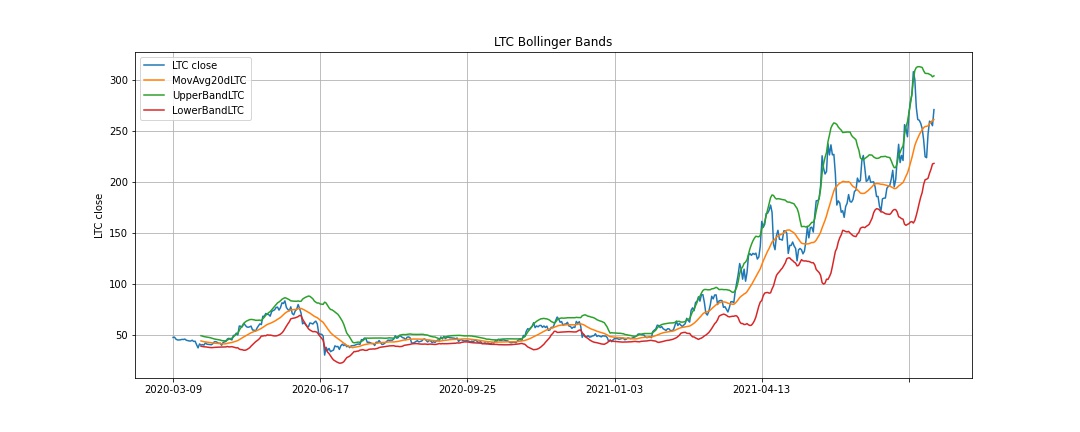 LTC Bollinger Bands
LTC close
MovAvg20dLTC
UpperBandLTC
LowerBandLTC
300
250
200
150
100
50
LTC close
2020-03-09
2020-06-17
2020-09-25
2021-01-03
2021-04-13